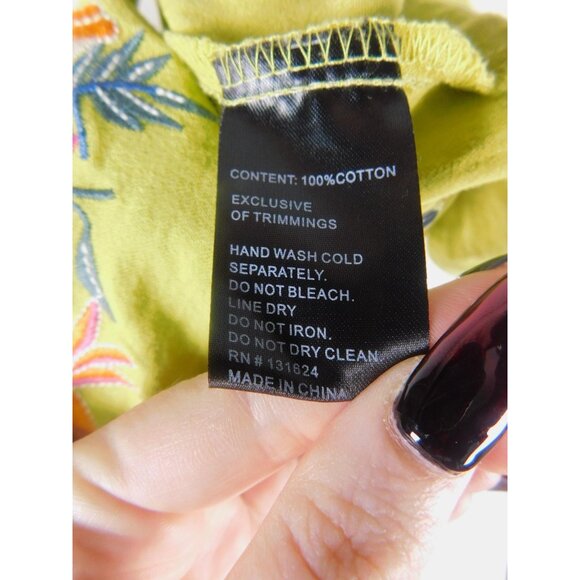 CONTENT: 100%COTTON
EXCLUSIVE
OF TRIMMINGS
HAND WASH COLD
SEPARATELY.
DO NOT BLEACH.
LINE DRY
DO NOT IRON.
DO NOT DRY CLEAN.
RN # 131624
MADE IN CHINA